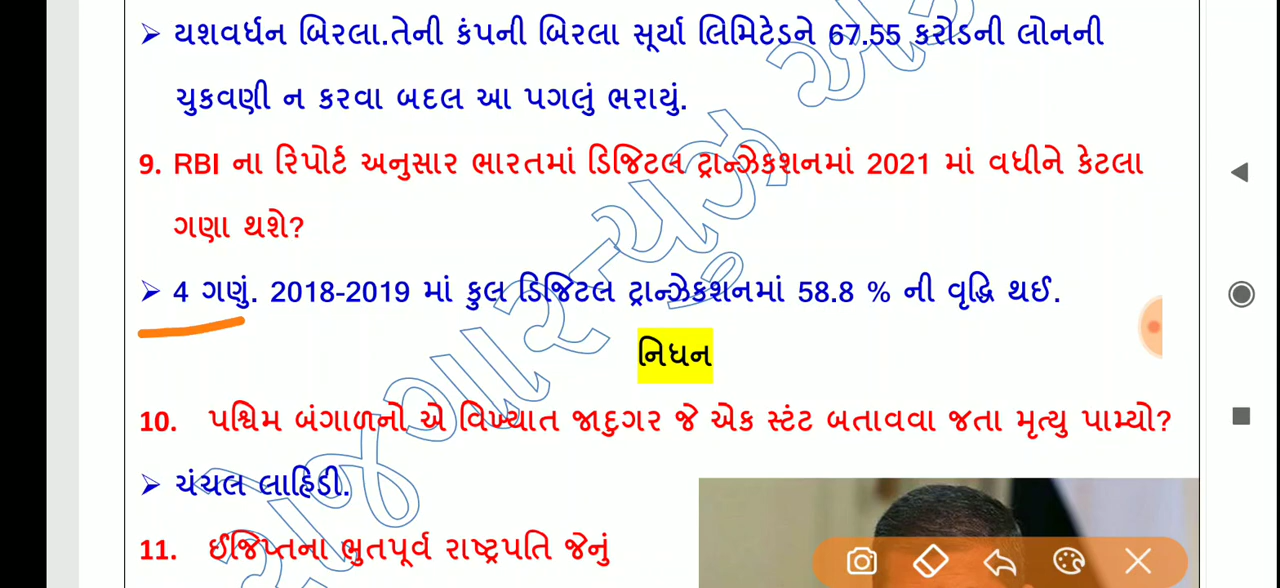 ➢ યશવર્ધન બિરલા.તેની કંપની બિરલા સૂર્યા લિમિટેડને 67.55 કરોડની લોનની
ચુકવણી ન કરવા બદલ આ પગલું ભરાયું.
9. RBI ના રિપોર્ટ અનુસાર ભારતમાં ડિજિટલ ટ્રાન્ઝેકશનમાં 2021 માં વધીને કેટલા
ગણા થશે?
➢ 4 ગણું. 2018-2019 માં કુલ ડિજિટલ ટ્રાન્ઝેકશનમાં 58.8 % ની વૃદ્ધિ થઈ.
નિધન
10. પશ્ચિમ બંગાળનો એ વિખ્યાત જાદુગર જે એક સ્ટંટ બતાવવા જતા મૃત્યુ પામ્યો?
➢ ચંચલ લાહિડી.
11. ઈજિપ્તના ભુતપૂર્વ રાષ્ટ્રપતિ જેનું